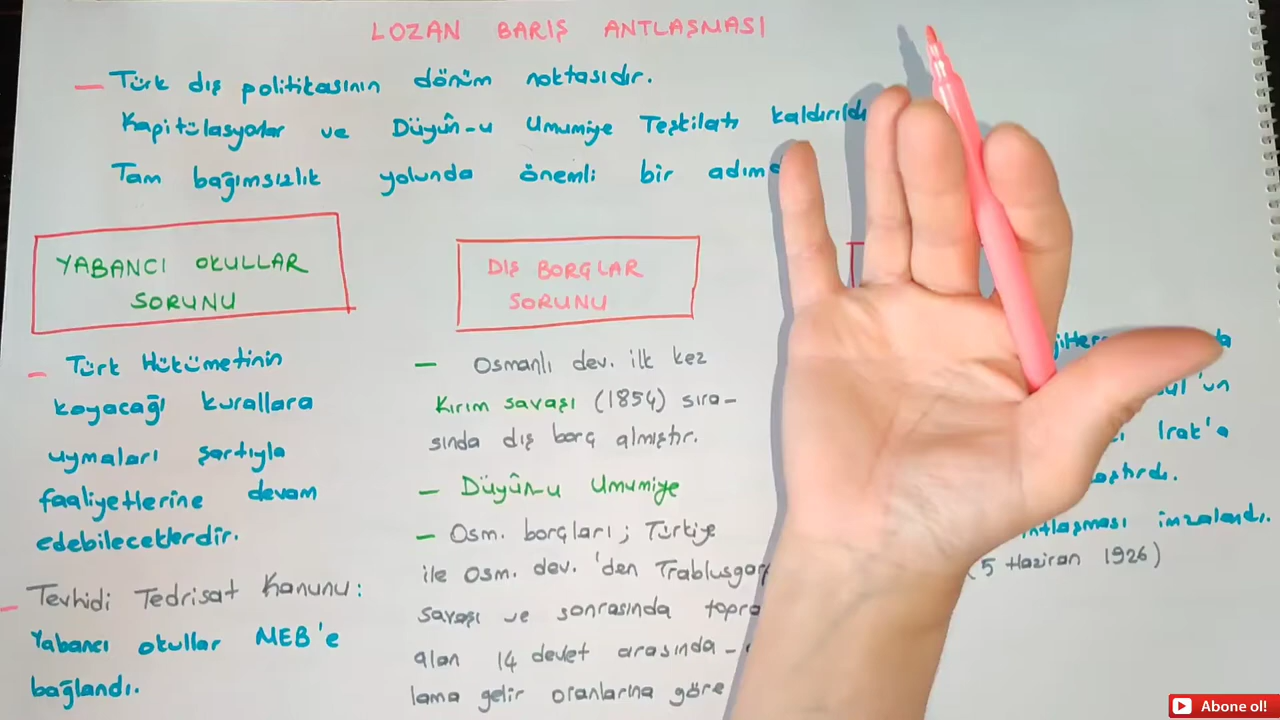 LOZAN BARIŞ ANTLAŞMASI
— Türk dış politikasının dönüm noktasıdır.
Kapitülasyonlar ve Düyûn-u Umumiye Teşkilatı kaldırıldı
Tam bağımsızlık yolunda önemli bir adımd
YABANCI OKULLAR
SORUNU
— Türk Hükümetinin
koyacağı kurallara
uymaları şartıyla
faaliyetlerine devam
edebileceklerdir.
— Tevhidi Tedrisat Kanunu:
Yabancı okullar MEB'e
bağlandı.
DIŞ BORÇLAR
SORUNU
— Osmanlı dev. ilk kez
Kırım savaşı (1854) sıra-
sında dış borç almıştır.
— Düyûn-u Umumiye
— Osm. borçları; Türkiye
ile Osm. dev. 'den Trablusgarp
savaşı ve sonrasında topra
alan 14 devlet arasında
lama gelir oranlarına göre
'un
Irak'a
imzalandı.
(5 Haziran 1926)
Abone ol!